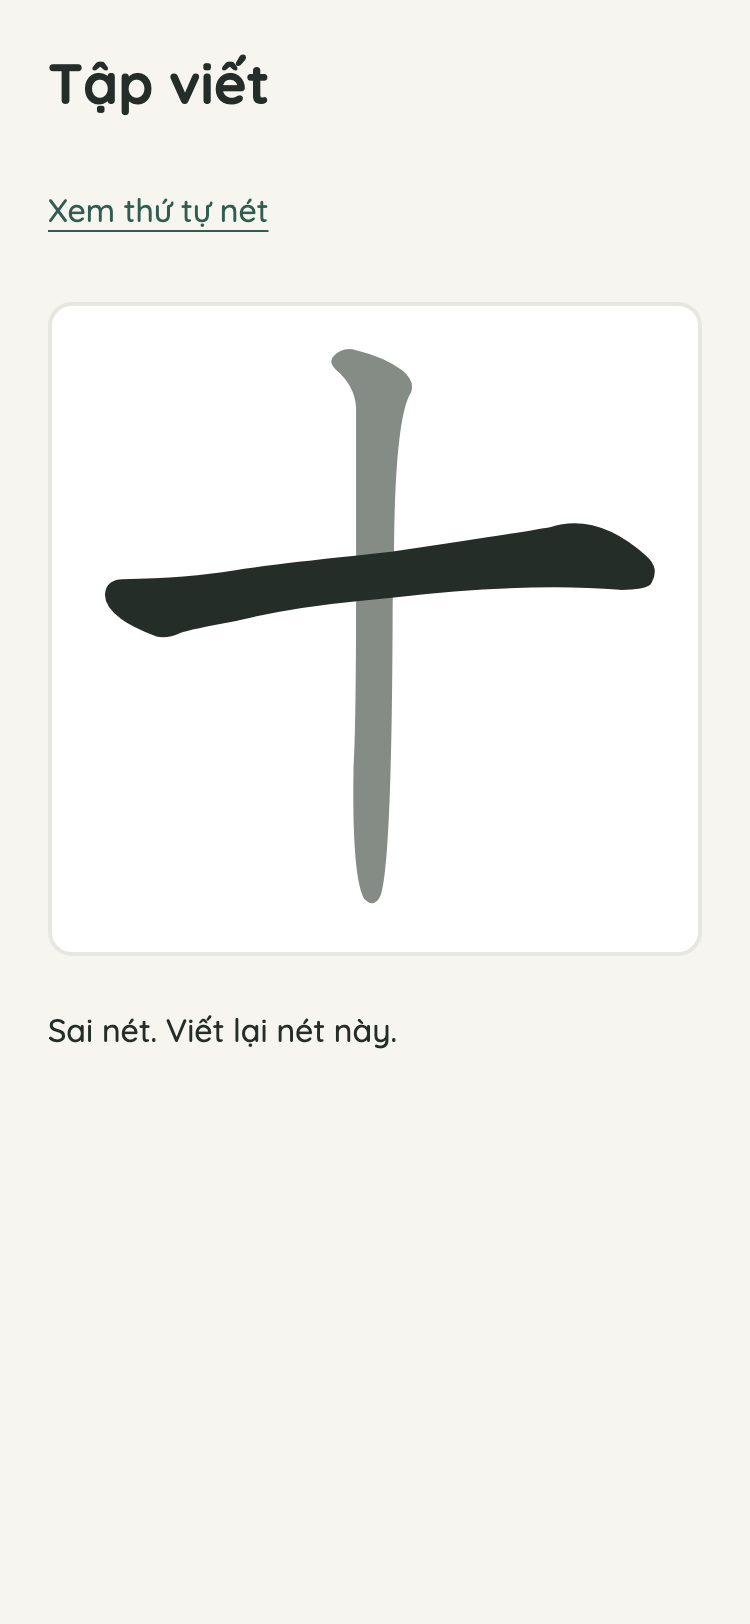 Tập viết
Xem thứ tự nét
十
Sai nét. Viết lại nét này.